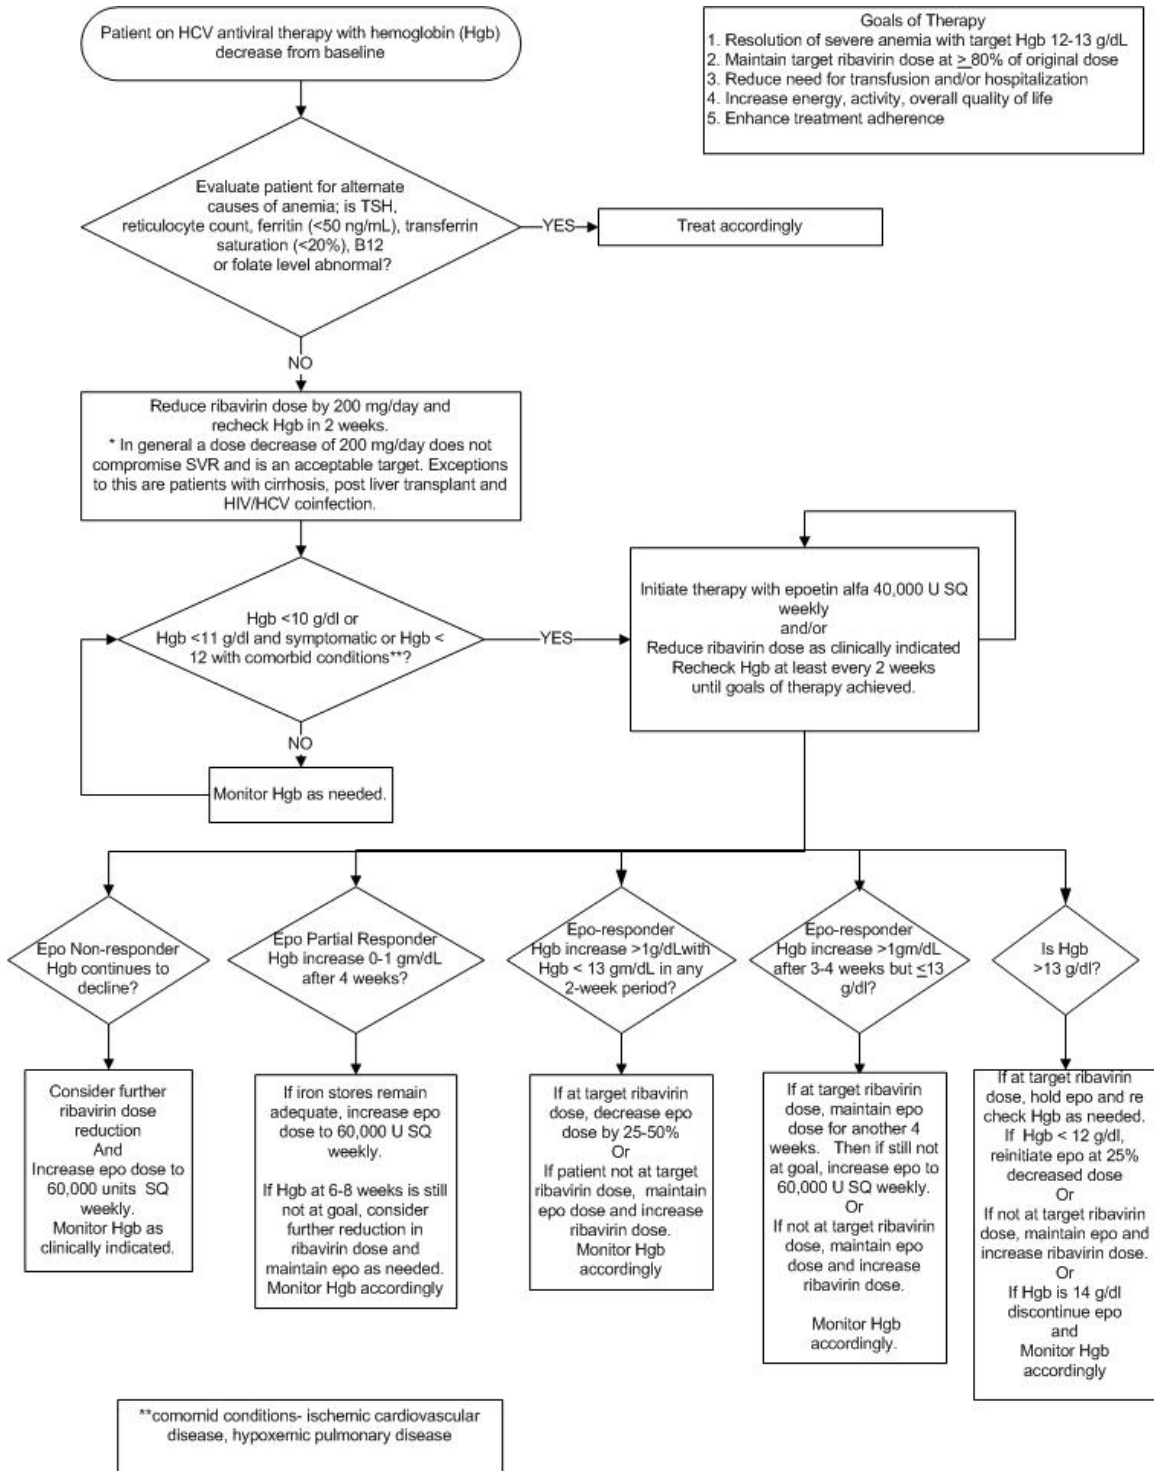 Patient on HCV antiviral therapy with hemoglobin (Hgb)
decrease from baseline
Goals of Therapy
1. Resolution of severe anemia with target Hgb 12-13 g/dL
2. Maintain target ribavirin dose at ≥ 80% of original dose
3. Reduce need for transfusion and/or hospitalization
4. Increase energy, activity, overall quality of life
5. Enhance treatment adherence
Evaluate patient for alternate
causes of anemia; is TSH,
reticulocyte count, ferritin (<50 ng/mL), transferrin
saturation (<20%), B12
or folate level abnormal?
YES
Treat accordingly
NO
Reduce ribavirin dose by 200 mg/day and
recheck Hgb in 2 weeks.
* In general a dose decrease of 200 mg/day does not
compromise SVR and is an acceptable target. Exceptions
to this are patients with cirrhosis, post liver transplant and
HIV/HCV coinfection.
Hgb <10 g/dl or
Hgb <11 g/dl and symptomatic or Hgb <
12 with comorbid conditions**?
YES
Initiate therapy with epoetin alfa 40,000 U SQ
weekly
and/or
Reduce ribavirin dose as clinically indicated
Recheck Hgb at least every 2 weeks
until goals of therapy achieved.
NO
Monitor Hgb as needed.
Epo Non-responder
Hgb continues to
decline?
Epo Partial Responder
Hgb increase 0-1 gm/dL
after 4 weeks?
Epo-responder
Hgb increase >1g/dLwith
Hgb < 13 gm/dL in any
2-week period?
Epo-responder
Hgb increase >1gm/dL
after 3-4 weeks but ≤13
g/dl?
Is Hgb
>13 g/dl?
Consider further
ribavirin dose
reduction
And
Increase epo dose to
60,000 units SQ
weekly.
Monitor Hgb as
clinically indicated.
If iron stores remain
adequate, increase epo
dose to 60,000 U SQ
weekly.
If Hgb at 6-8 weeks is still
not at goal, consider
further reduction in
ribavirin dose and
maintain epo as needed.
Monitor Hgb accordingly
If at target ribavirin
dose, decrease epo
dose by 25-50%
Or
If patient not at target
ribavirin dose, maintain
epo dose and increase
ribavirin dose.
Monitor Hgb
accordingly
If at target ribavirin
dose, maintain epo
dose for another 4
weeks. Then if still not
at goal, increase epo to
60,000 U SQ weekly.
Or
If not at target ribavirin
dose, maintain epo
dose and increase
ribavirin dose.
Monitor Hgb
accordingly.
If at target ribavirin
dose, hold epo and re
check Hgb as needed.
If Hgb < 12 g/dl,
reinitiate epo at 25%
decreased dose
Or
If not at target ribavirin
dose, maintain epo and
increase ribavirin dose.
Or
If Hgb is 14 g/dl
discontinue epo
and
Monitor Hgb
accordingly
**comornid conditions- ischemic cardiovascular
disease, hypoxemic pulmonary disease